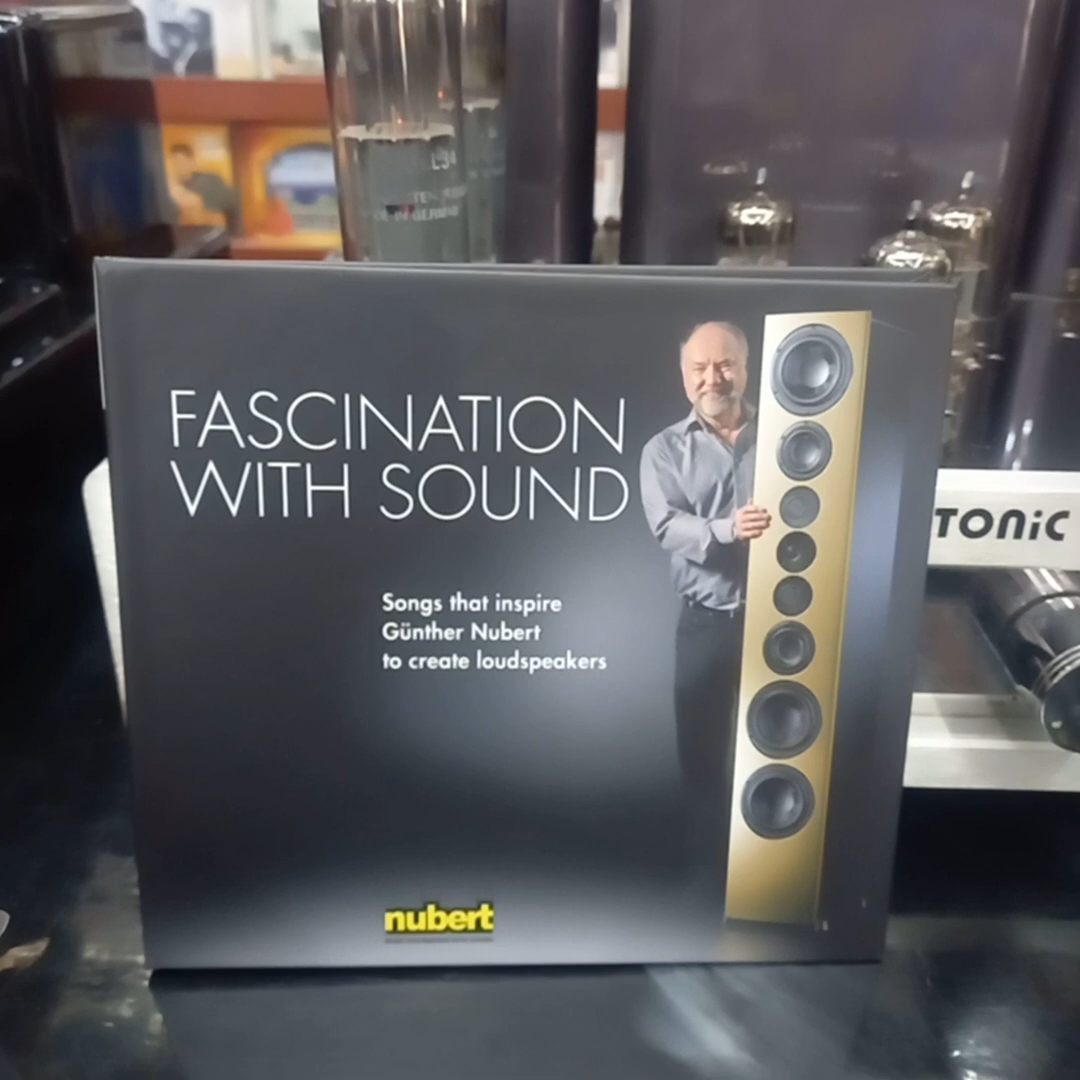 FASCINATION
WITH SOUND
Songs that inspire
Günther Nubert
to create loudspeakers
nubert
TONiC